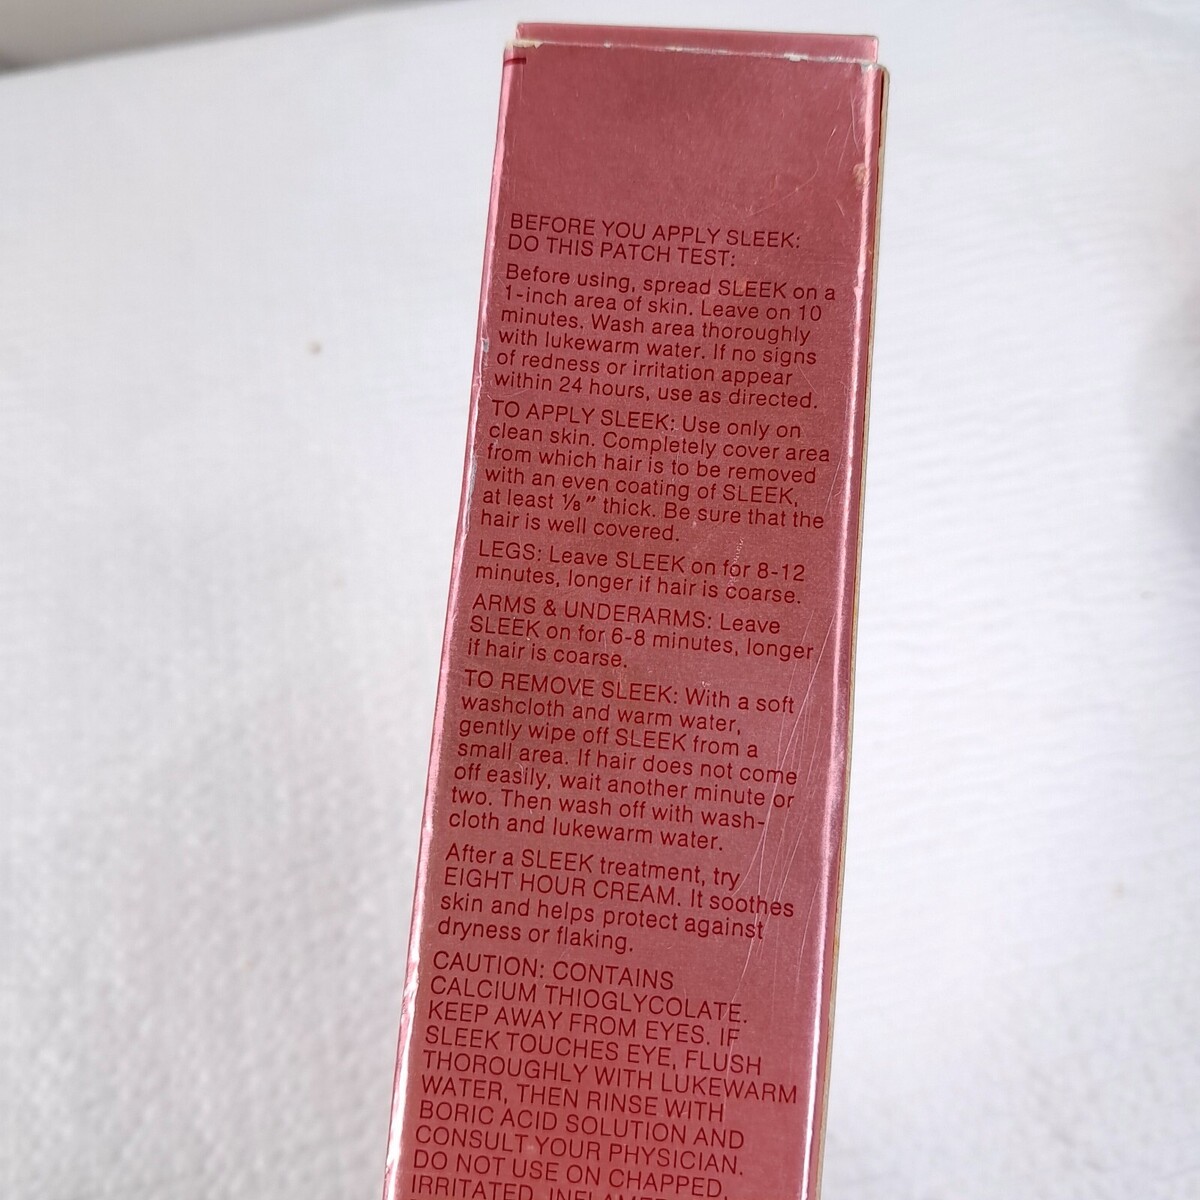 BEFORE YOU APPLY SLEEK:
DO THIS PATCH TEST:
Before using, spread SLEEK on a
1-inch area of skin. Leave on 10
minutes. Wash area thoroughly
with lukewarm water. If no signs
of redness or irritation appear
within 24 hours, use as directed.
TO APPLY SLEEK: Use only on
clean skin. Completely cover area
from which hair is to be removed
with an even coating of SLEEK,
at least ⅛" thick. Be sure that the
hair is well covered.
LEGS: Leave SLEEK on for 8-12
minutes, longer if hair is coarse.
ARMS & UNDERARMS: Leave
SLEEK on for 6-8 minutes, longer
if hair is coarse.
TO REMOVE SLEEK: With a soft
washcloth and warm water,
gently wipe off SLEEK from a
small area. If hair does not come
off easily, wait another minute or
two. Then wash off with wash-
cloth and lukewarm water.
After a SLEEK treatment, try
EIGHT HOUR CREAM. It soothes
skin and helps protect against
dryness or flaking.
CAUTION: CONTAINS
CALCIUM THIOGLYCOLATE.
KEEP AWAY FROM EYES. IF
SLEEK TOUCHES EYE, FLUSH
THOROUGHLY WITH LUKEWARM
WATER, THEN RINSE WITH
BORIC ACID SOLUTION AND
CONSULT YOUR PHYSICIAN.
DO NOT USE ON CHAPPED,
IRRITATED,